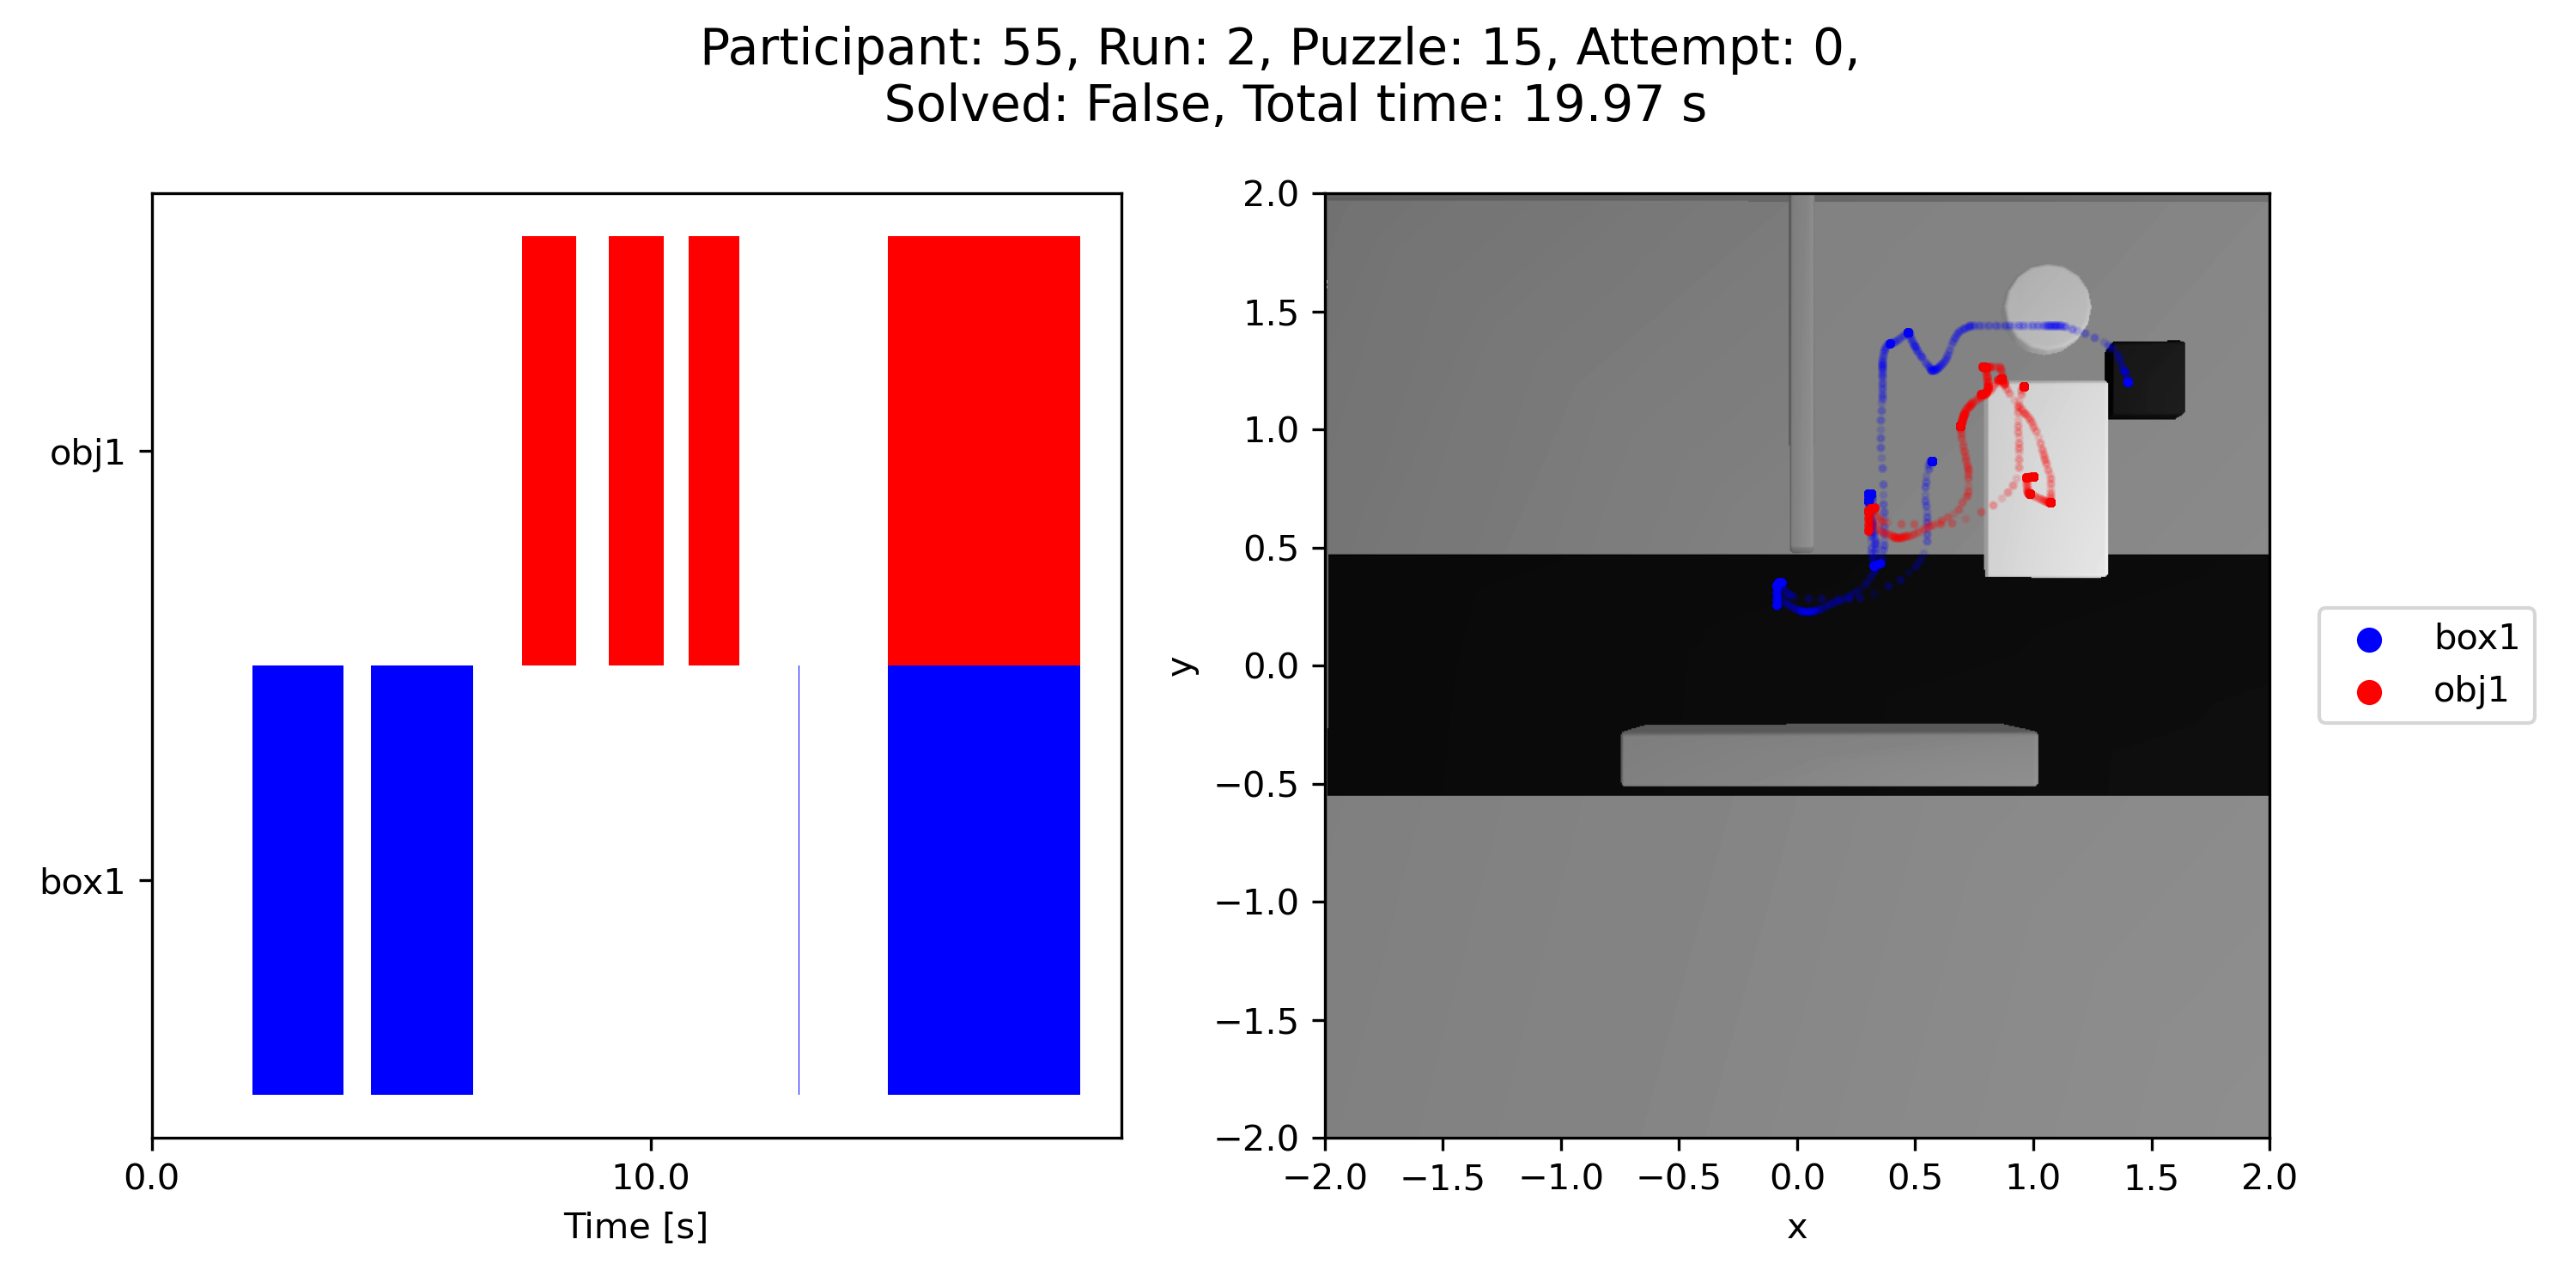 Participant: 55, Run: 2, Puzzle: 15, Attempt: 0,
Solved: False, Total time: 19.97 s
obj1
box1
0.0
10.0
Time [s]
2.0
1.5
1.0
0.5
0.0
−0.5
−1.0
−1.5
−2.0
y
−2.0
−1.5
−1.0
−0.5
0.0
0.5
1.0
1.5
2.0
x
box1
obj1